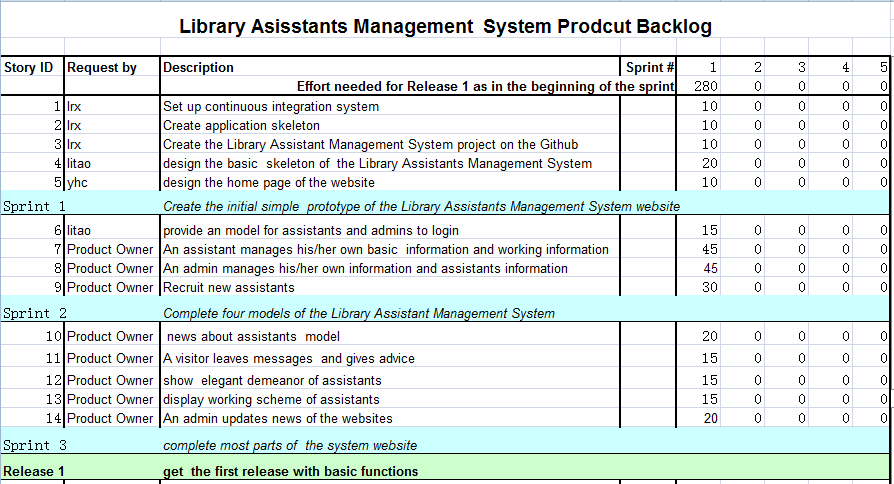 Library Asisstants Management System Prodcut Backlog
Story ID Request by Description Sprint # 1 2 3 4 5
Effort needed for Release 1 as in the beginning of the sprint 280 0 0 0 0
1 lrx Set up continuous integration system 10 0 0 0 0
2 lrx Create application skeleton 10 0 0 0 0
3 lrx Create the Library Assistant Management System project on the Github 10 0 0 0 0
4 litao design the basic skeleton of the Library Assistants Management System 20 0 0 0 0
5 yhc design the home page of the website 10 0 0 0 0
Sprint 1 Create the initial simple prototype of the Library Assistants Management System website
6 litao provide an model for assistants and admins to login 15 0 0 0 0
7 Product Owner An assistant manages his/her own basic information and working information 45 0 0 0 0
8 Product Owner An admin manages his/her own information and assistants information 45 0 0 0 0
9 Product Owner Recruit new assistants 30 0 0 0 0
Sprint 2 Complete four models of the Library Assistant Management System
10 Product Owner news about assistants model 20 0 0 0 0
11 Product Owner A visitor leaves messages and gives advice 15 0 0 0 0
12 Product Owner show elegant demeanor of assistants 15 0 0 0 0
13 Product Owner display working scheme of assistants 15 0 0 0 0
14 Product Owner An admin updates news of the websites 20 0 0 0 0
Sprint 3 complete most parts of the system website
Release 1 get the first release with basic functions